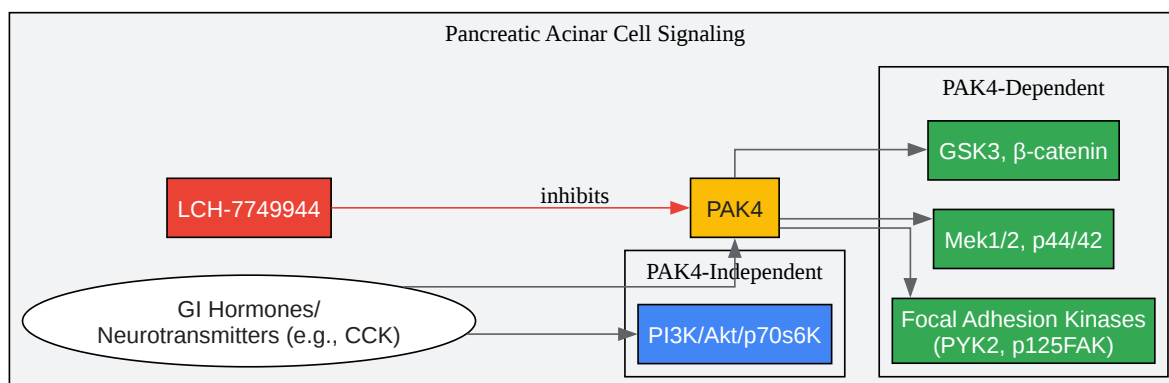 Pancreatic Acinar Cell Signaling
PAK4-Dependent
GSK3, β-catenin
LCH-7749944
inhibits
PAK4
Mek1/2, p44/42
PAK4-Independent
GI Hormones/
Neurotransmitters (e.g., CCK)
PI3K/Akt/p70s6K
Focal Adhesion Kinases
(PYK2, p125FAK)